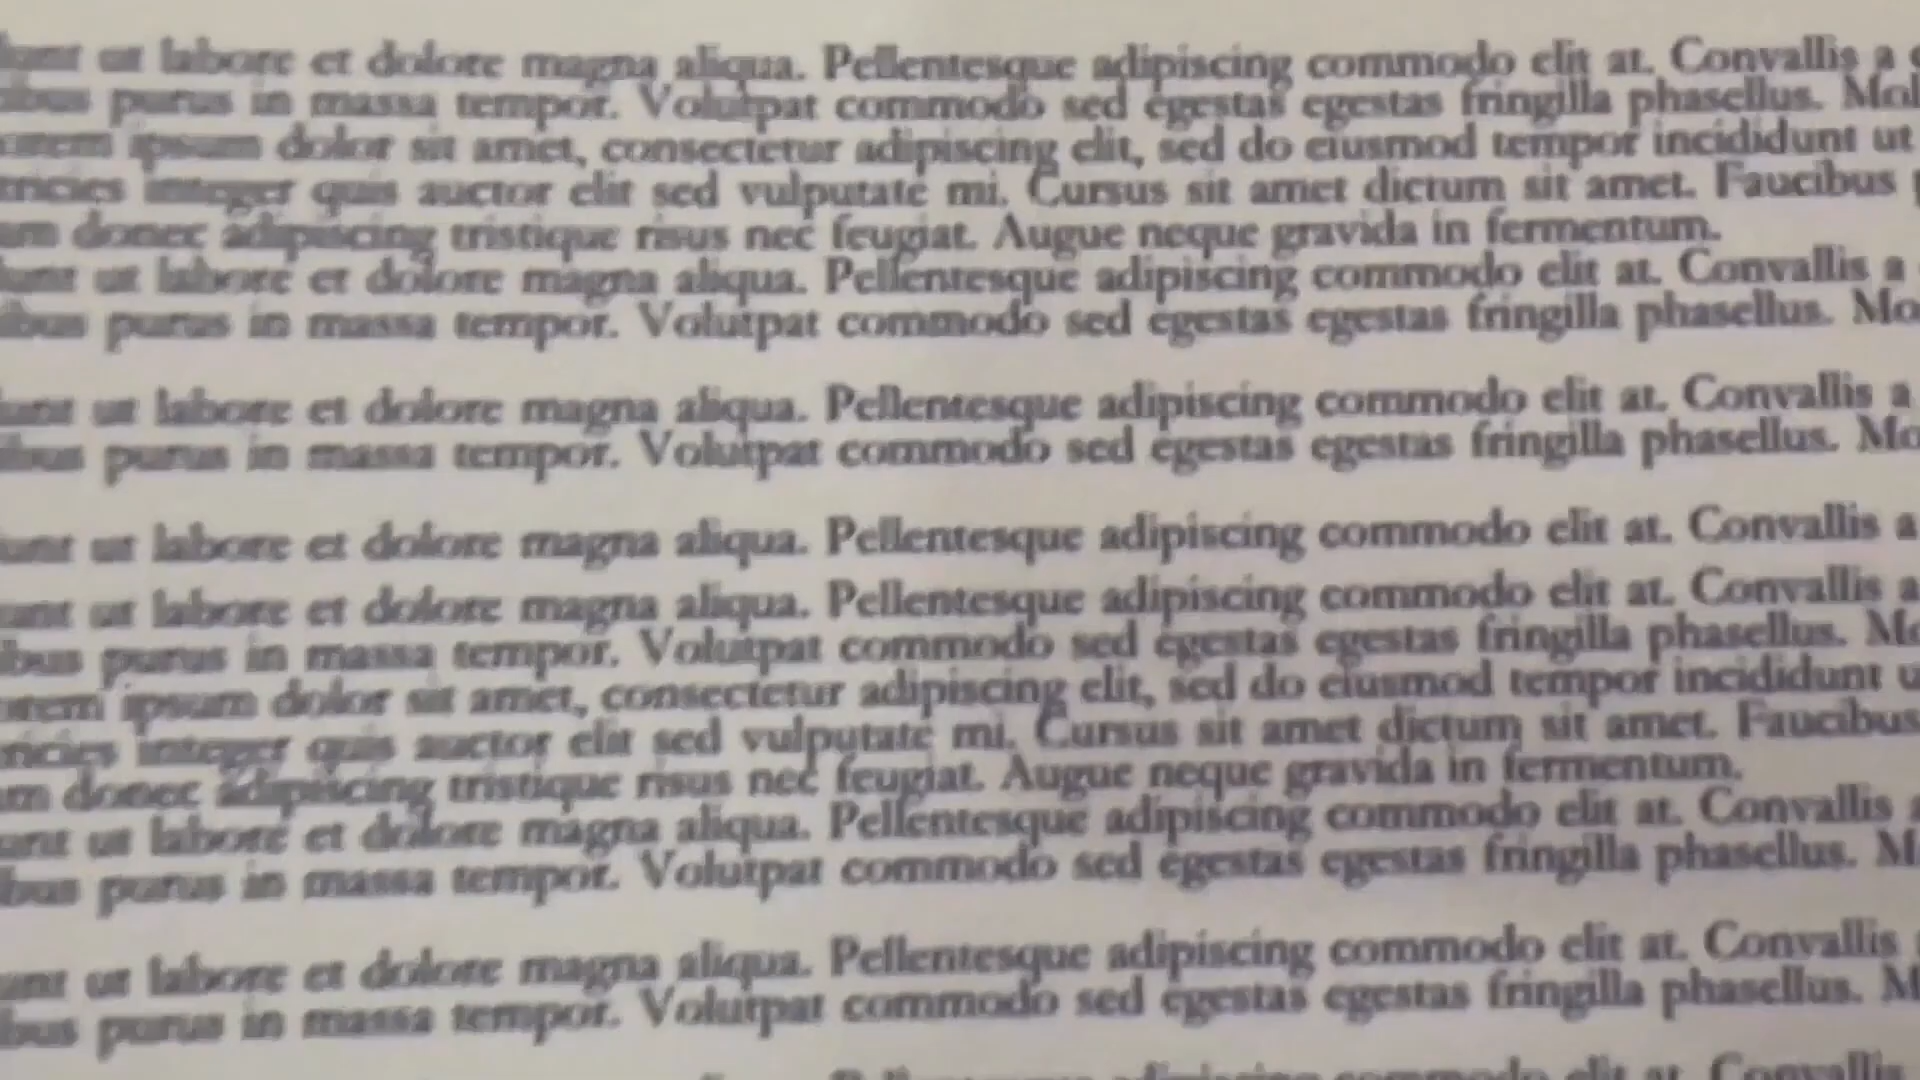 ut labore et dolore magna aliqua. Pellentesque adipiscing commodo elit at. Convallis a
purus in massa tempor. Volutpat commodo sed egestas egestas fringilla phasellus.
ipsum dolor sit amet, consectetur adipiscing elit, sed do eiusmod tempor incididunt ut
integer quis auctor elit sed vulputate mi. Cursus sit amet dictum sit amet. Faucibus
donec adipiscing tristique risus nec feugiat. Augue neque gravida in fermentum.
ut labore et dolore magna aliqua. Pellentesque adipiscing commodo elit at. Convallis a
purus in massa tempor. Volutpat commodo sed egestas egestas fringilla phasellus.
ut labore et dolore magna aliqua. Pellentesque adipiscing commodo elit at. Convallis a
purus in massa tempor. Volutpat commodo sed egestas egestas fringilla phasellus.
ut labore et dolore magna aliqua. Pellentesque adipiscing commodo elit at. Convallis a
ut labore et dolore magna aliqua. Pellentesque adipiscing commodo elit at. Convallis a
purus in massa tempor. Volutpat commodo sed egestas egestas fringilla phasellus.
ipsum dolor sit amet, consectetur adipiscing elit, sed do eiusmod tempor incididunt
integer quis auctor elit sed vulputate mi. Cursus sit amet dictum sit amet. Faucibus
donec adipiscing tristique risus nec feugiat. Augue neque gravida in fermentum.
ut labore et dolore magna aliqua. Pellentesque adipiscing commodo elit at. Convallis
purus in massa tempor. Volutpat commodo sed egestas egestas fringilla phasellus.
ut labore et dolore magna aliqua. Pellentesque adipiscing commodo elit at. Convallis
purus in massa tempor. Volutpat commodo sed egestas egestas fringilla phasellus.